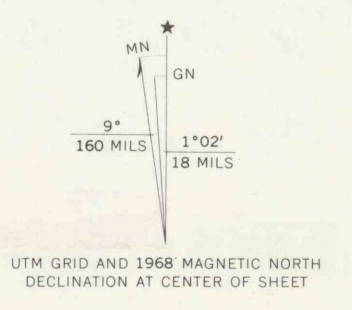 ★
MN
GN
9°
160 MILS
1°02′
18 MILS
UTM GRID AND 1968 MAGNETIC NORTH
DECLINATION AT CENTER OF SHEET